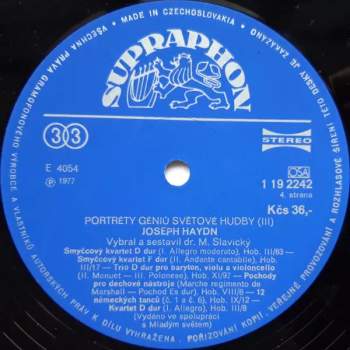 MADE IN CZECHOSLOVAKIA
VŠECHNA PRÁVA GRAMOFONOVÉHO VÝROBCE A VLASTNÍKŮ AUTORSKÝCH PRÁV K DÍLU VYHRAŽENA. POŘIZOVÁNÍ KOPIÍ, VEŘEJNÉ PROVOZOVÁNÍ A ROZHLASOVÉ ŠÍŘENÍ TÉTO DESKY JE ZAKÁZÁNO
SUPRAPHON
33
STEREO
E 4054
℗ 1977
OSA
1 19 2242
4. strana
Kčs 36,-
PORTRÉTY GÉNIŮ SVĚTOVÉ HUDBY (III)
JOSEPH HAYDN
Vybral a sestavil dr. M. Slavický
Smyčcový kvartet D dur (I. Allegro moderato), Hob. III/63 —
Smyčcový kvartet F dur (II. Andante cantabile), Hob.
III/17 — Trio D dur pro baryton, violu a violoncello
(II. Menuet — III. Polonese), Hob. XI/97 — Pochody
pro dechové nástroje (Marche regimento de
Marshall — Pochod Es dur), Hob. VIII/6 — 12
německých tanců (č. 1 a č. 6), Hob. IX/12 —
Kvartet D dur (I. Allegro), Hob. III/8
(Vydáno ve spolupráci
s Mladým světem)